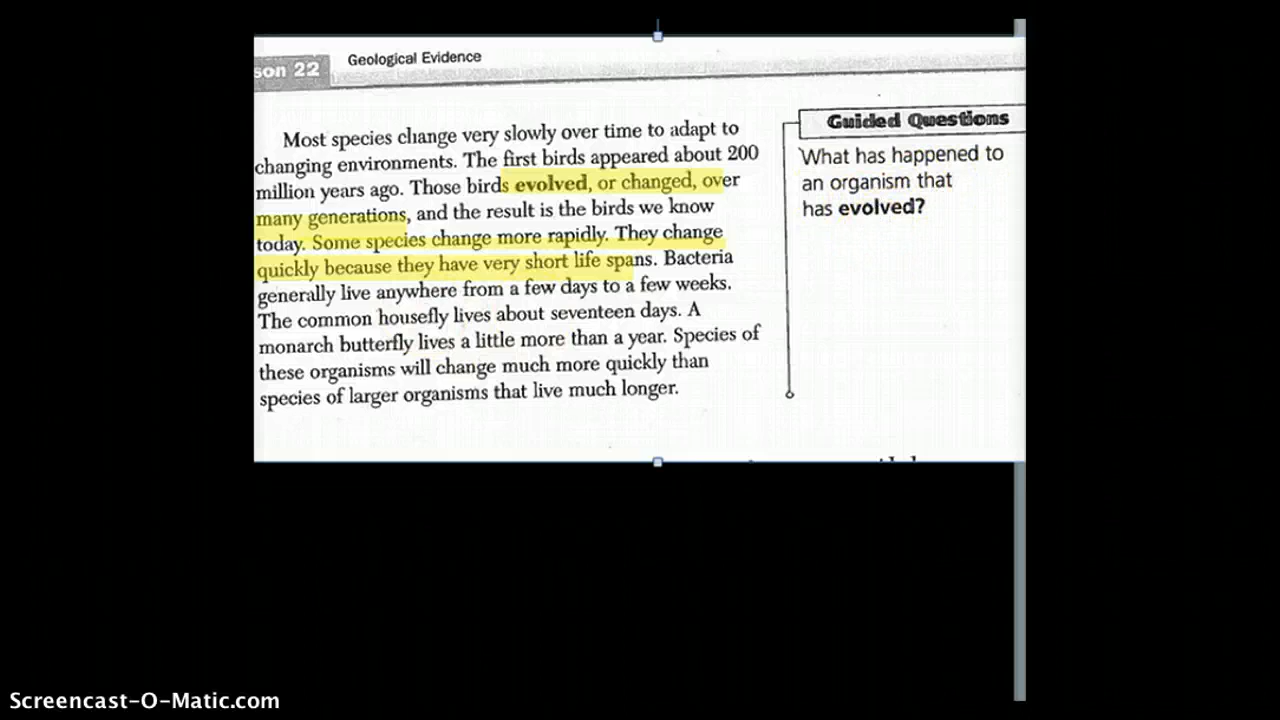 son 22
Geological Evidence
Most species change very slowly over time to adapt to
changing environments. The first birds appeared about 200
million years ago. Those birds evolved, or changed, over
many generations, and the result is the birds we know
today. Some species change more rapidly. They change
quickly because they have very short life spans. Bacteria
generally live anywhere from a few days to a few weeks.
The common housefly lives about seventeen days. A
monarch butterfly lives a little more than a year. Species of
these organisms will change much more quickly than
species of larger organisms that live much longer.
Guided Questions
What has happened to
an organism that
has evolved?
Screencast-O-Matic.com